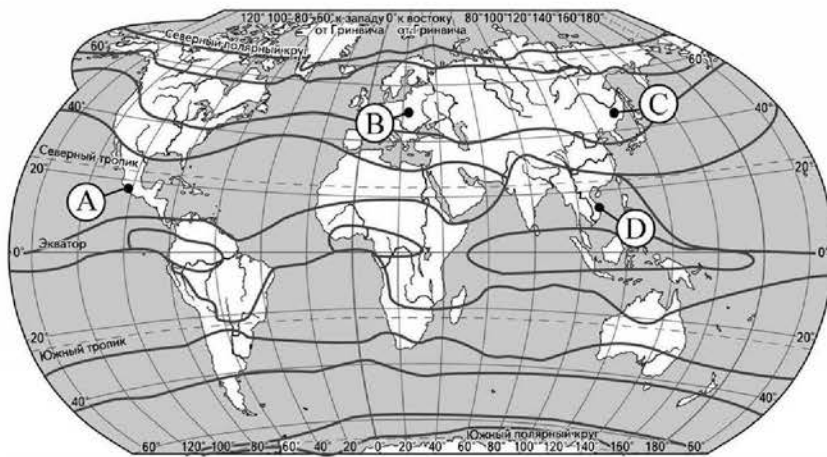 120° 100° 80° 60° к западу 0° к востоку 80° 100° 120° 140° 160° 180°
от Гринвича от Гринвича
Северный полярный круг
60° 60°
40° 40°
C
B
Северный тропик
20° 20°
A
D
Экватор
0° 0°
20° 20°
Южный тропик
40° 40°
Южный полярный круг
60° 120° 100° 80° 60° 40° 20° 0 20° 40° 60° 80° 100° 120° 140° 160° 180° 60°